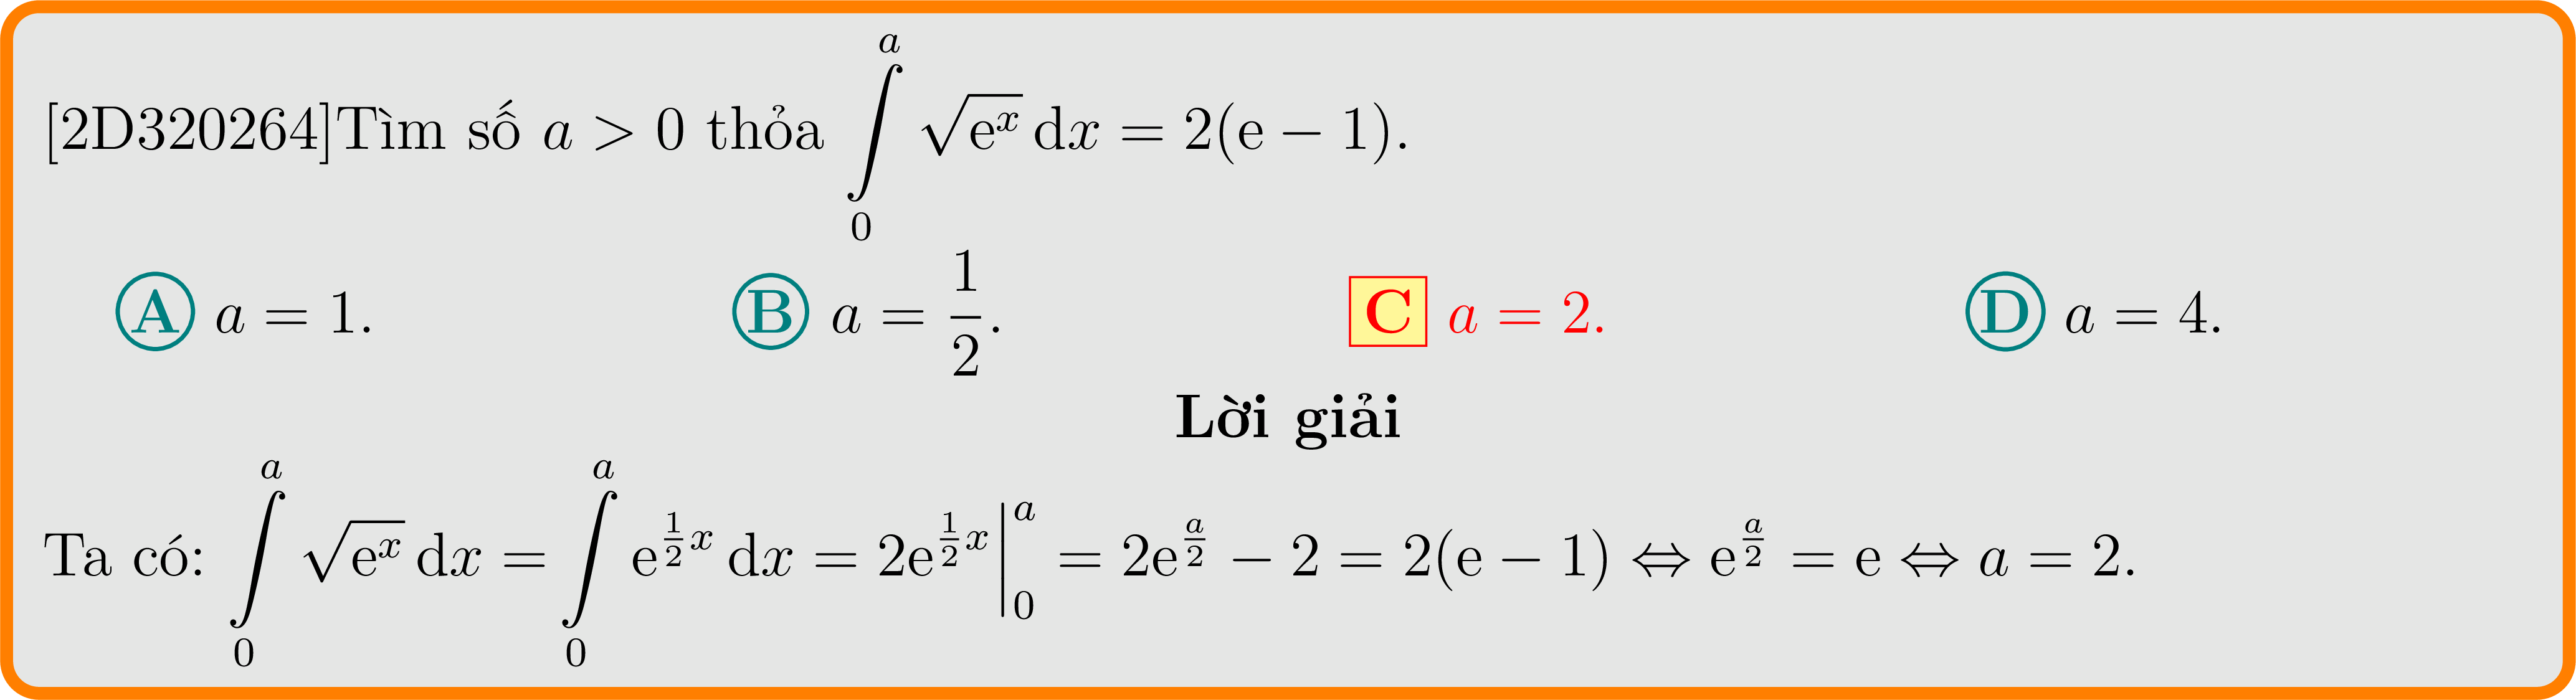 [2D320264]Tìm số $a > 0$ thỏa $\int\limits_0^a \sqrt{\mathrm{e}^x}\,\mathrm{d}x = 2(\mathrm{e} - 1)$.
A $a = 1$. B $a = \dfrac{1}{2}$. C $a = 2$. D $a = 4$.
Lời giải
Ta có: $\int\limits_0^a \sqrt{\mathrm{e}^x}\,\mathrm{d}x = \int\limits_0^a \mathrm{e}^{\frac{1}{2}x}\,\mathrm{d}x = 2\mathrm{e}^{\frac{1}{2}x}\Big|_0^a = 2\mathrm{e}^{\frac{a}{2}} - 2 = 2(\mathrm{e} - 1) \Leftrightarrow \mathrm{e}^{\frac{a}{2}} = \mathrm{e} \Leftrightarrow a = 2$.